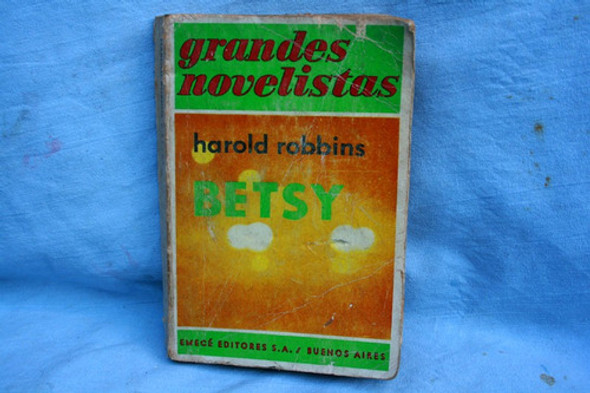 grandes
novelistas
harold robbins
BETSY
EMECÉ EDITORES S.A. / BUENOS AIRES